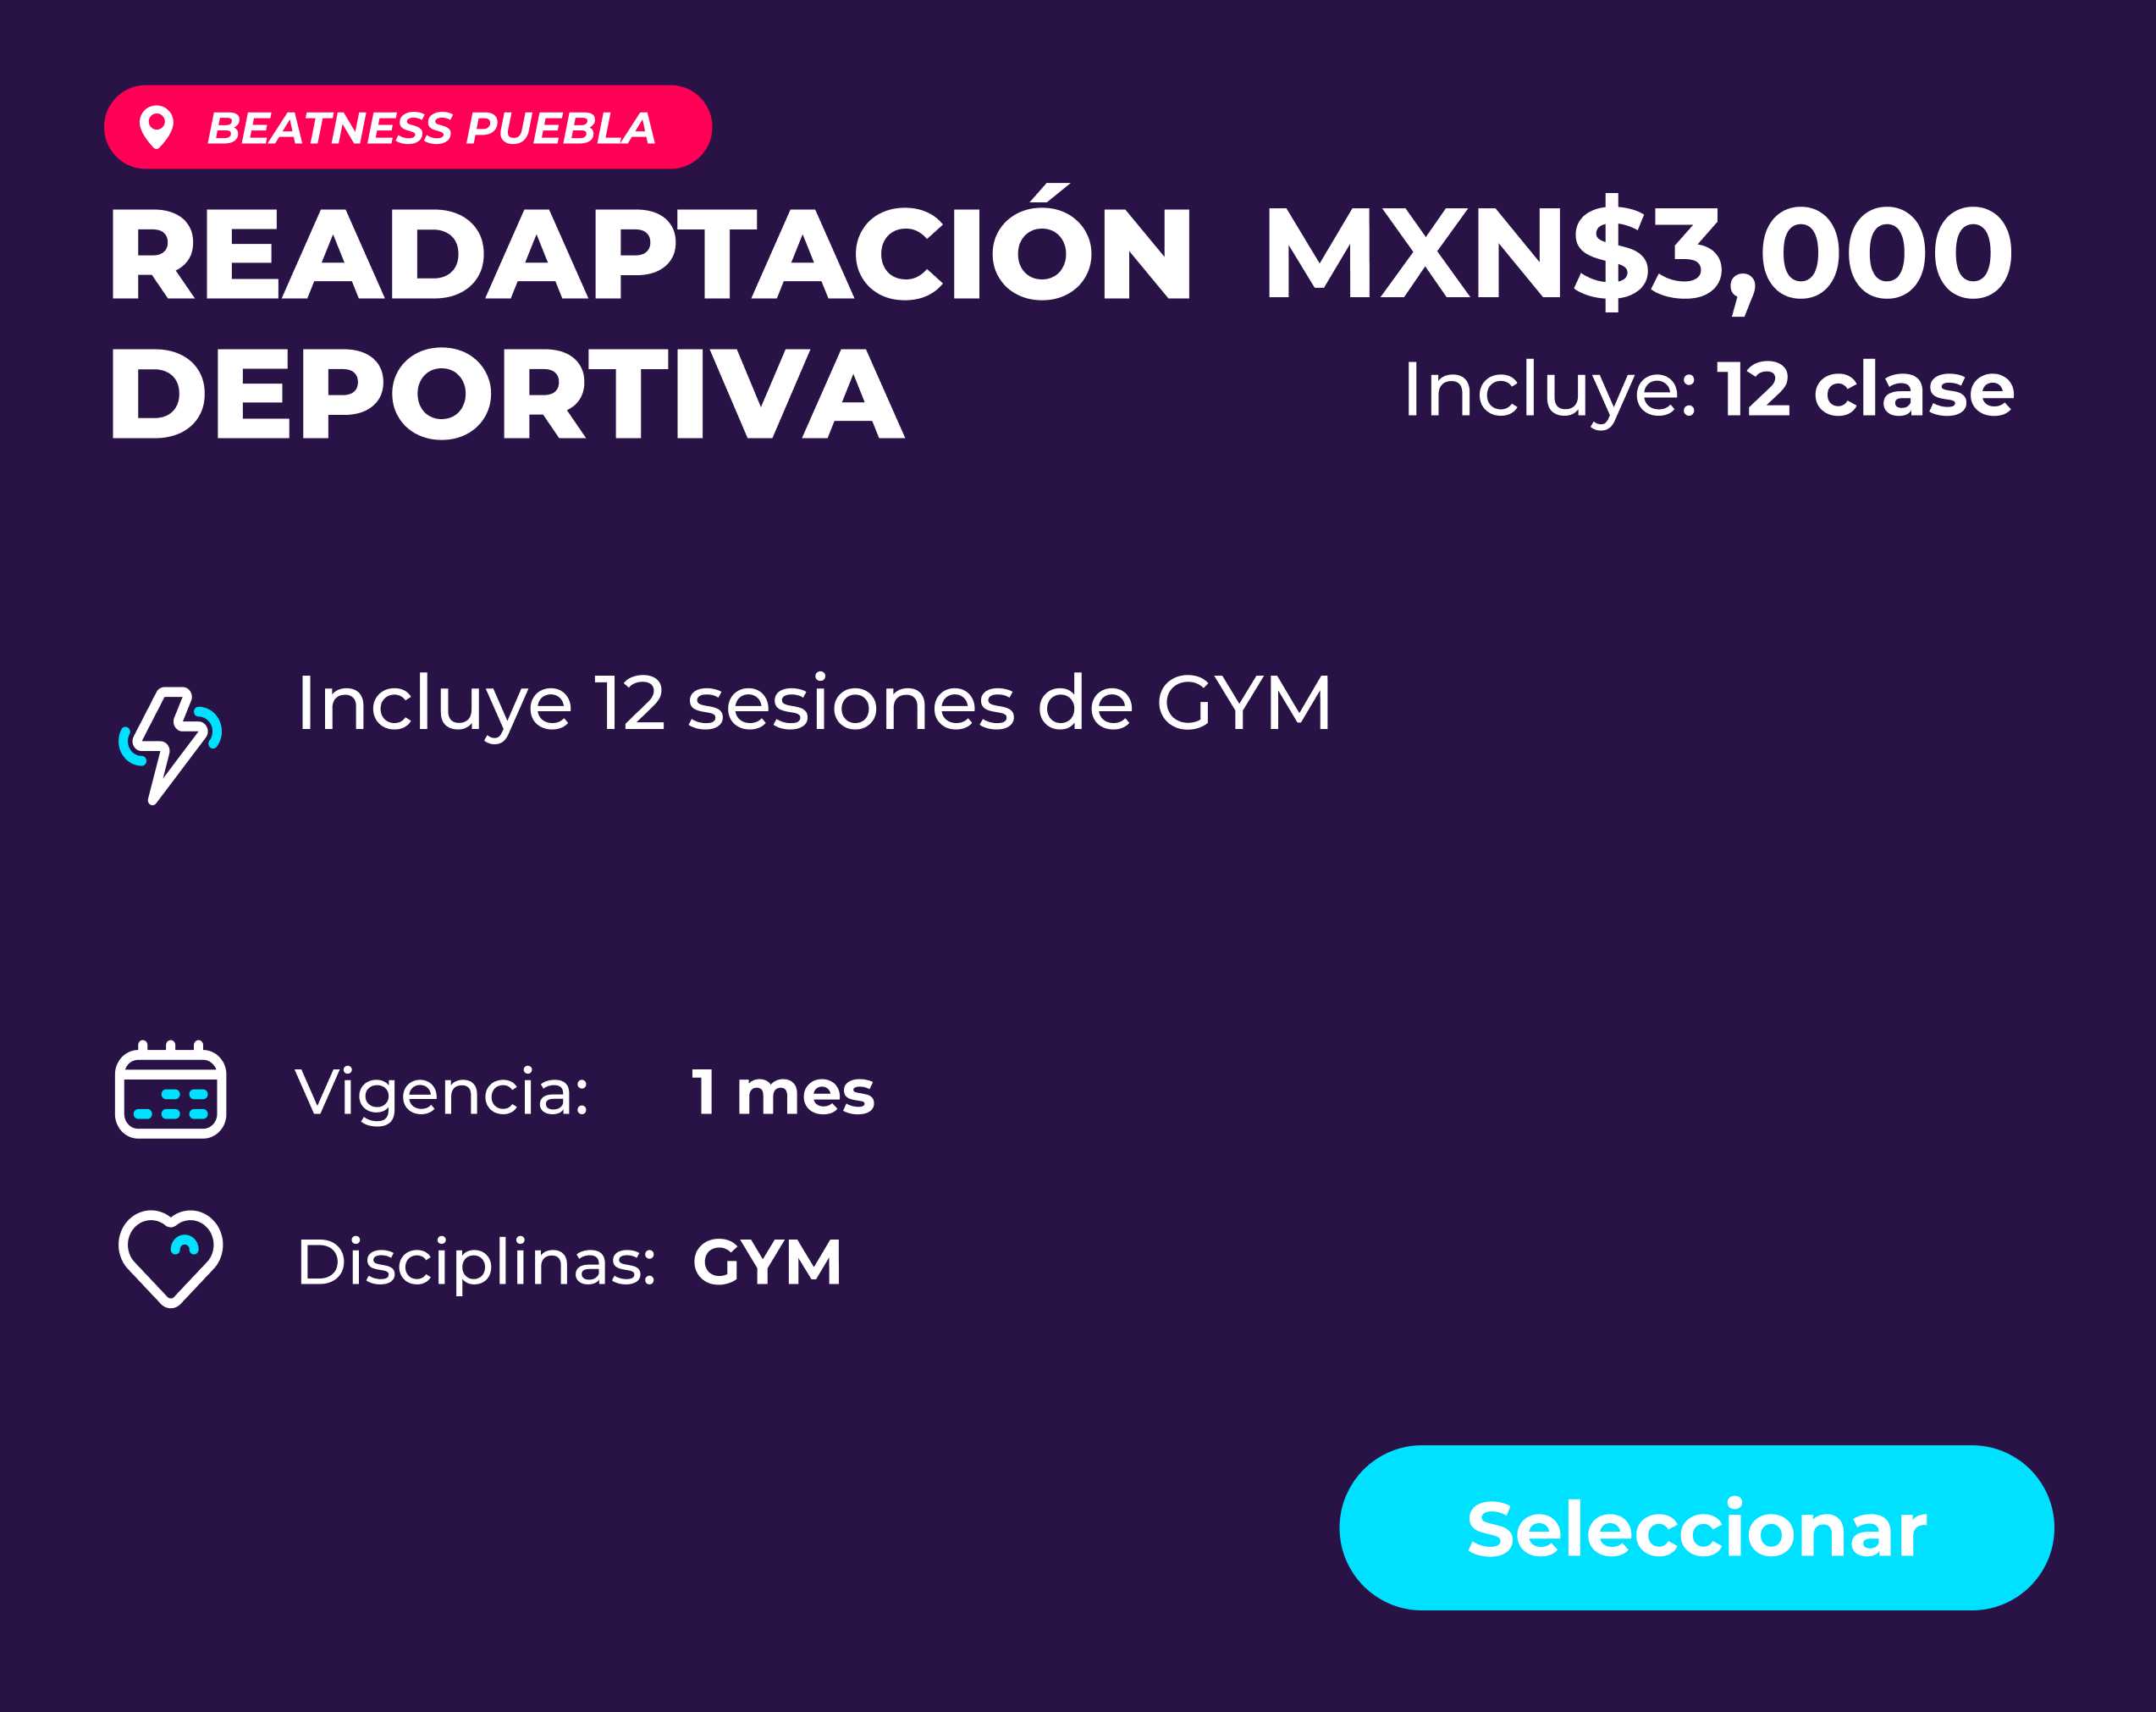 BEATNESS PUEBLA
READAPTACIÓN MXN$3,000
DEPORTIVA
Incluye: 12 clases
Incluye 12 sesiones de GYM
Vigencia: 1 mes
Disciplinas: GYM
Seleccionar